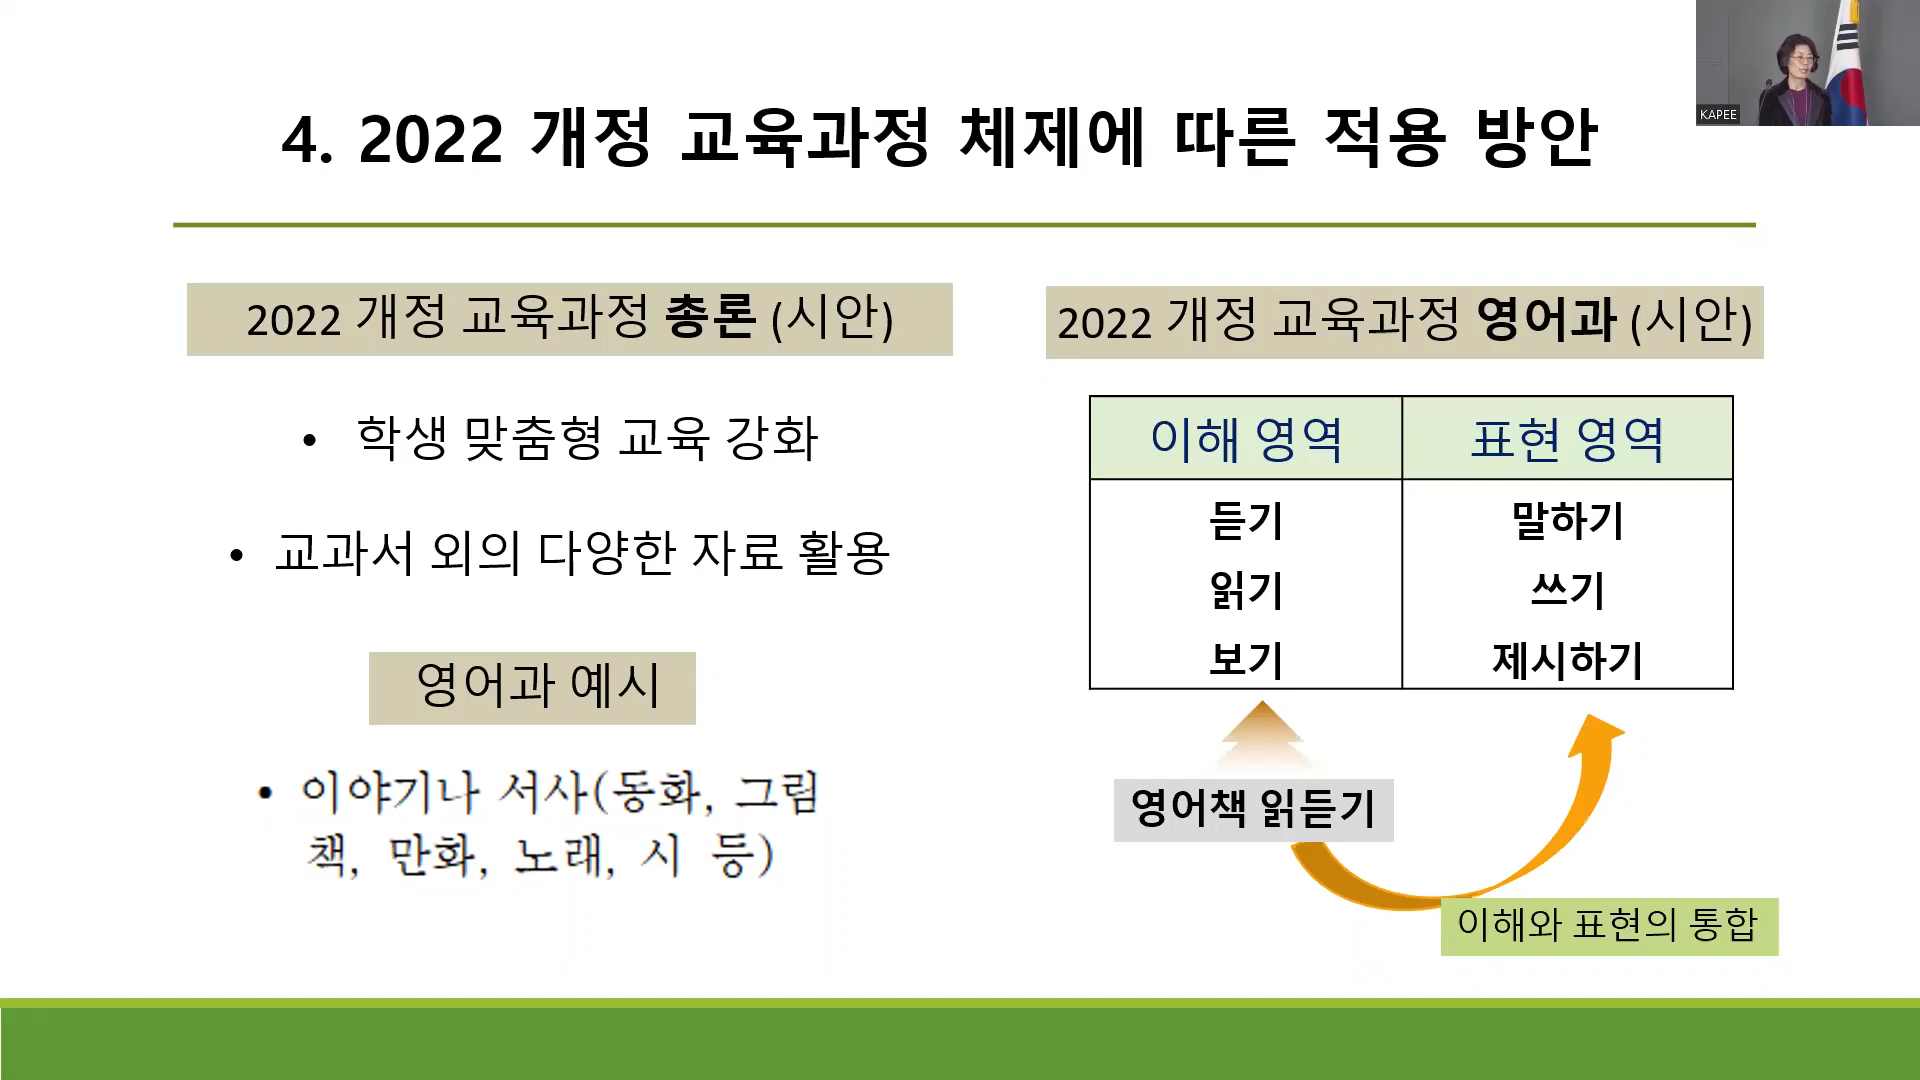 KAPEE
4. 2022 개정 교육과정 체제에 따른 적용 방안
2022 개정 교육과정 총론 (시안)
• 학생 맞춤형 교육 강화
• 교과서 외의 다양한 자료 활용
영어과 예시
• 이야기나 서사(동화, 그림
책, 만화, 노래, 시 등)
2022 개정 교육과정 영어과 (시안)
이해 영역 표현 영역
듣기 말하기
읽기 쓰기
보기 제시하기
영어책 읽듣기
이해와 표현의 통합